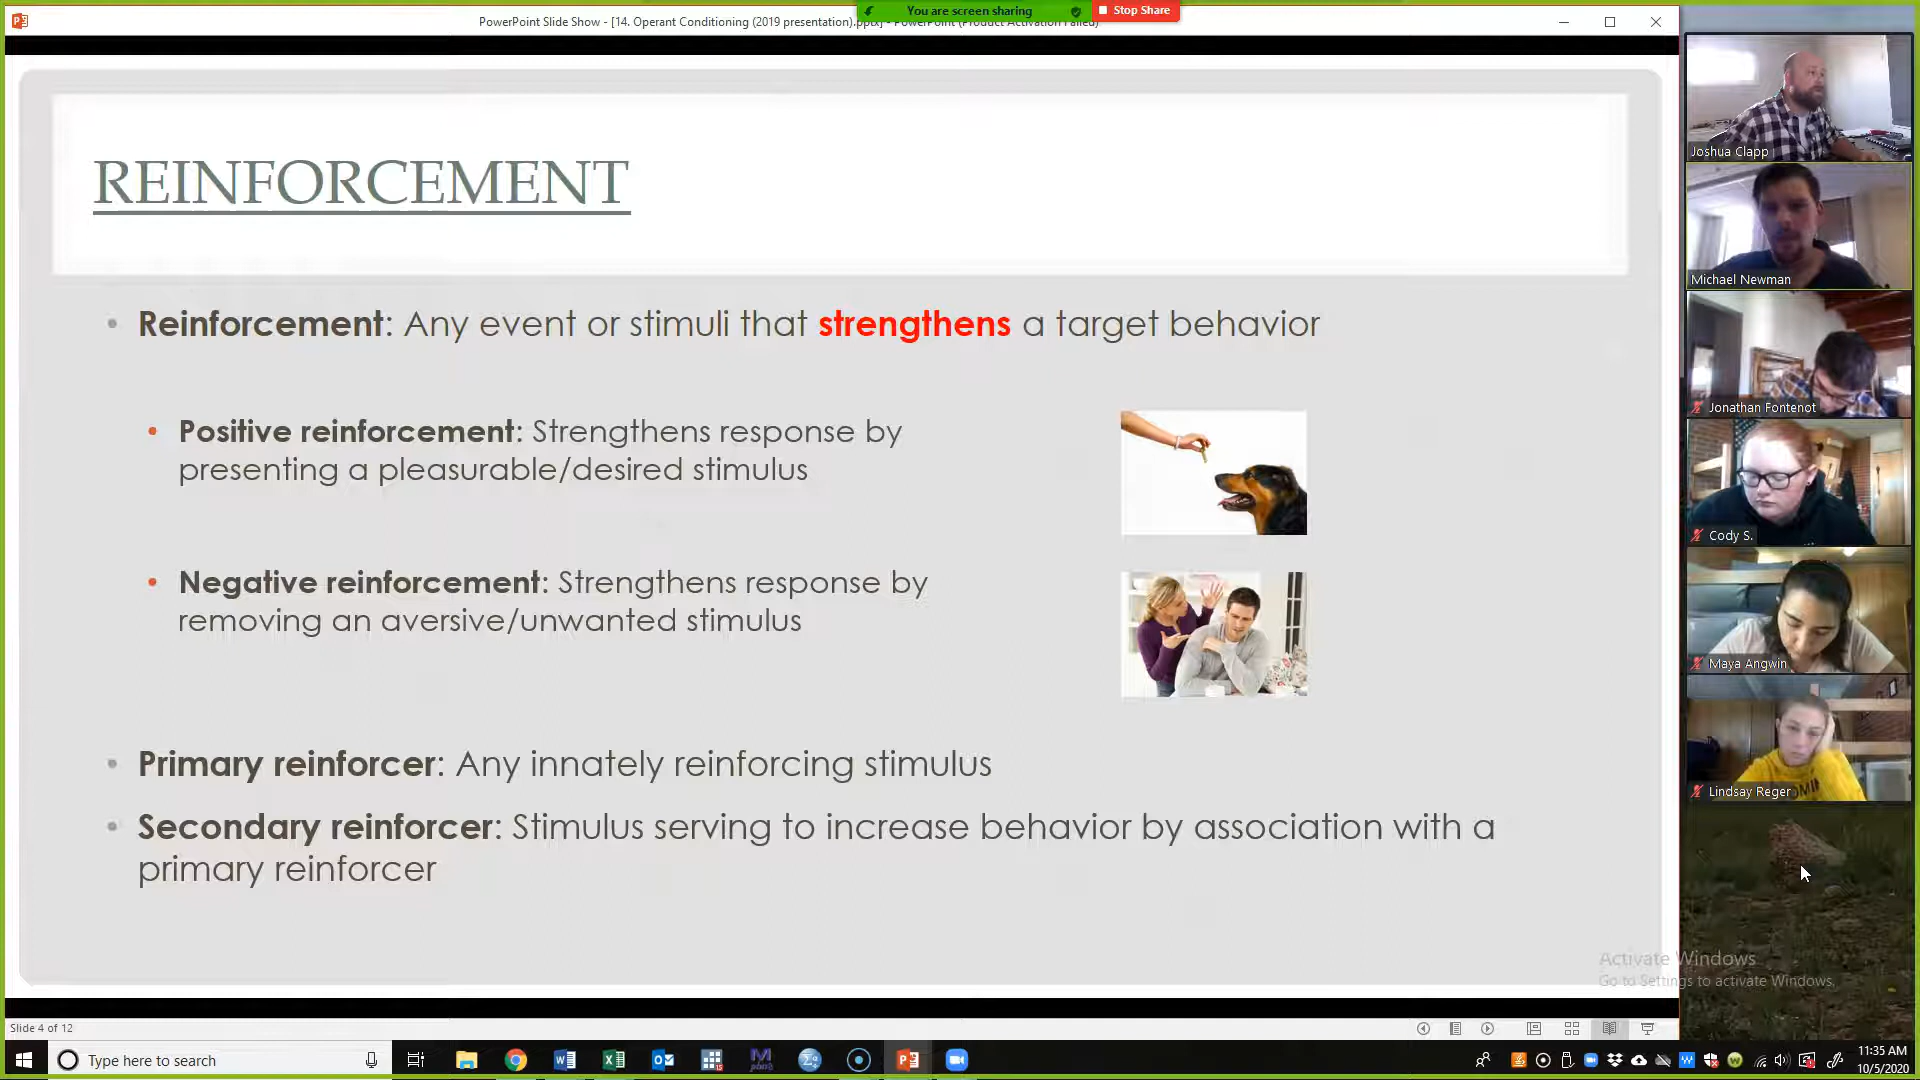 PowerPoint Slide Show - [14. Operant Conditioning (2019 presentation).pptx] - PowerPoint (Product Activation Failed)
You are screen sharing
Stop Share
REINFORCEMENT
• Reinforcement: Any event or stimuli that strengthens a target behavior
• Positive reinforcement: Strengthens response by
presenting a pleasurable/desired stimulus
• Negative reinforcement: Strengthens response by
removing an aversive/unwanted stimulus
• Primary reinforcer: Any innately reinforcing stimulus
• Secondary reinforcer: Stimulus serving to increase behavior by association with a
primary reinforcer
Joshua Clapp
Michael Newman
Jonathan Fontenot
Cody S.
Maya Angwin
Lindsay Reger
Activate Windows
Go to Settings to activate Windows.
Slide 4 of 12
Type here to search
11:35 AM
10/5/2020